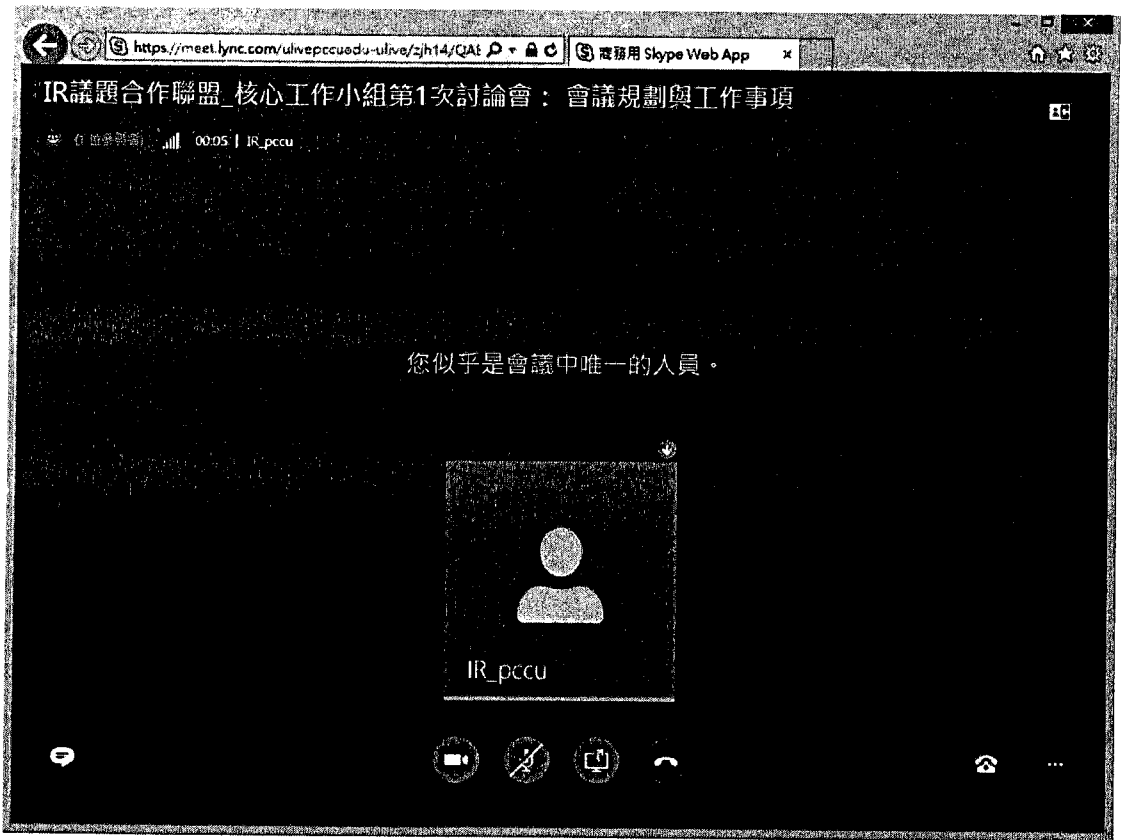 https://meet.lync.com/ulivepccuedu-ulive/zjh14/QAE
商務用 Skype Web App
IR議題合作聯盟_核心工作小組第1次討論會： 會議規劃與工作事項
00:05 | IR_pccu
您似乎是會議中唯一的人員。
IR_pccu